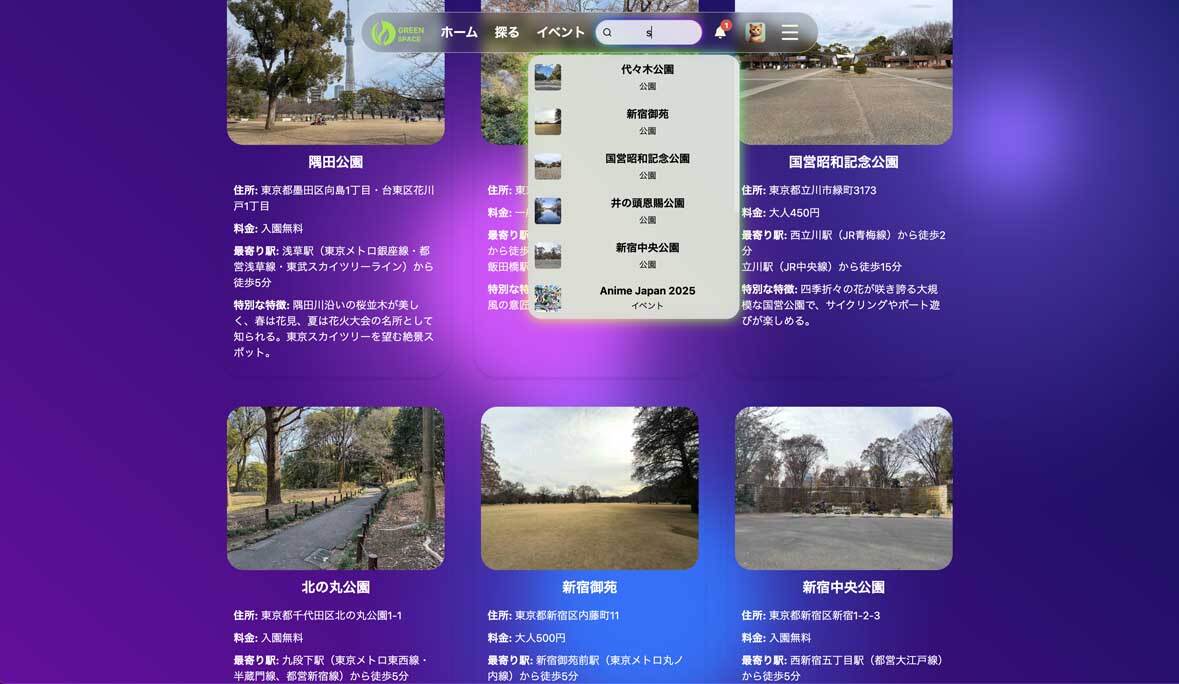 GREEN
SPACE
ホーム
探る
イベント
s
1
代々木公園
公園
新宿御苑
公園
国営昭和記念公園
公園
井の頭恩賜公園
公園
新宿中央公園
公園
Anime Japan 2025
イベント
隅田公園
住所: 東京都墨田区向島1丁目・台東区花川
戸1丁目
料金: 入園無料
最寄り駅: 浅草駅（東京メトロ銀座線・都
営浅草線・東武スカイツリーライン）から
徒歩5分
特別な特徴: 隅田川沿いの桜並木が美し
く、春は花見、夏は花火大会の名所として
知られる。東京スカイツリーを望む絶景ス
ポット。
住所: 東
料金: 一
最寄り駅
から徒歩
飯田橋駅
特別な特
風の意匠
国営昭和記念公園
住所: 東京都立川市緑町3173
料金: 大人450円
最寄り駅: 西立川駅（JR青梅線）から徒歩2
分
立川駅（JR中央線）から徒歩15分
特別な特徴: 四季折々の花が咲き誇る大規
模な国営公園で、サイクリングやボート遊
びが楽しめる。
北の丸公園
住所: 東京都千代田区北の丸公園1-1
料金: 入園無料
最寄り駅: 九段下駅（東京メトロ東西線・
半蔵門線、都営新宿線）から徒歩5分
新宿御苑
住所: 東京都新宿区内藤町11
料金: 大人500円
最寄り駅: 新宿御苑前駅（東京メトロ丸ノ
内線）から徒歩5分
新宿中央公園
住所: 東京都新宿区新宿1-2-3
料金: 入園無料
最寄り駅: 西新宿五丁目駅（都営大江戸線）
から徒歩5分